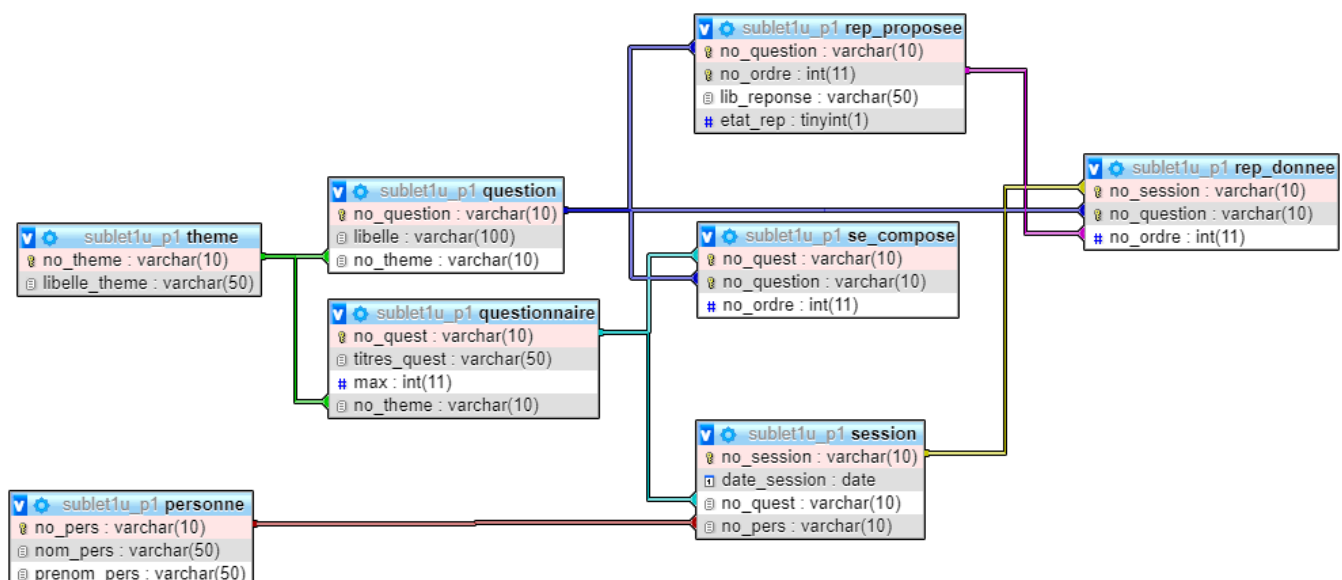 sublet1u_p1 rep_proposee
no_question : varchar(10)
no_ordre : int(11)
lib_reponse : varchar(50)
etat_rep : tinyint(1)
sublet1u_p1 rep_donnee
no_session : varchar(10)
no_question : varchar(10)
no_ordre : int(11)
sublet1u_p1 question
no_question : varchar(10)
libelle : varchar(100)
no_theme : varchar(10)
sublet1u_p1 theme
no_theme : varchar(10)
libelle_theme : varchar(50)
sublet1u_p1 se_compose
no_quest : varchar(10)
no_question : varchar(10)
no_ordre : int(11)
sublet1u_p1 questionnaire
no_quest : varchar(10)
titres_quest : varchar(50)
max : int(11)
no_theme : varchar(10)
sublet1u_p1 session
no_session : varchar(10)
date_session : date
no_quest : varchar(10)
no_pers : varchar(10)
sublet1u_p1 personne
no_pers : varchar(10)
nom_pers : varchar(50)
prenom_pers : varchar(50)